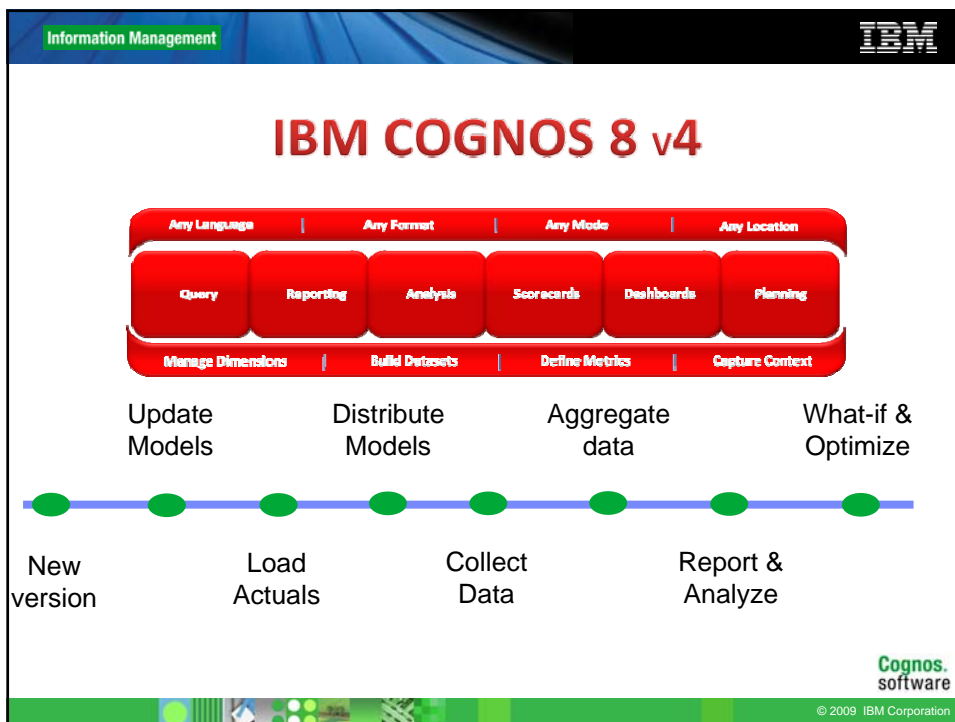 Information Management
IBM
IBM COGNOS 8 v4
Any Language | Any Format | Any Mode | Any Location
Query Reporting Analysis Scorecards Dashboards Planning
Manage Dimensions | Build Datasets | Define Metrics | Capture Context
Update Models
Distribute Models
Aggregate data
What-if & Optimize
New version
Load Actuals
Collect Data
Report & Analyze
Cognos.
software
© 2009 IBM Corporation